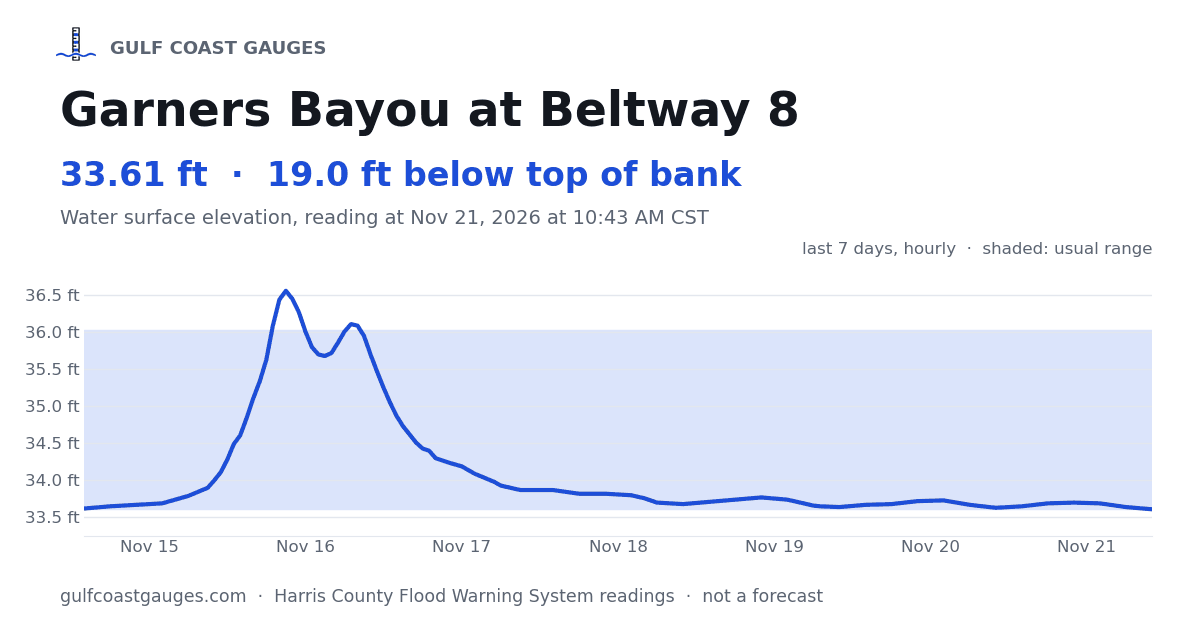 GULF COAST GAUGES
Garners Bayou at Beltway 8
33.61 ft · 19.0 ft below top of bank
Water surface elevation, reading at Nov 21, 2026 at 10:43 AM CST
last 7 days, hourly · shaded: usual range
36.5 ft
36.0 ft
35.5 ft
35.0 ft
34.5 ft
34.0 ft
33.5 ft
Nov 15 Nov 16 Nov 17 Nov 18 Nov 19 Nov 20 Nov 21
gulfcoastgauges.com · Harris County Flood Warning System readings · not a forecast